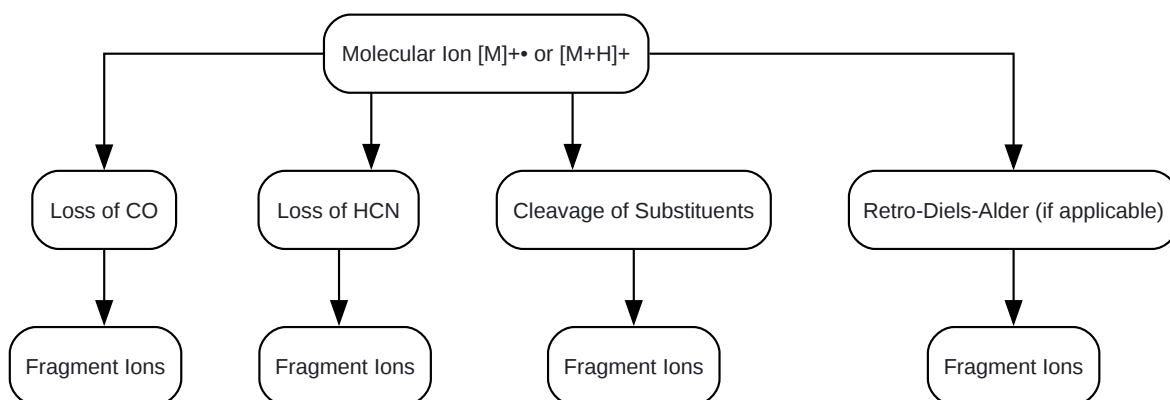 Molecular Ion [M]+• or [M+H]+
Loss of CO
Loss of HCN
Cleavage of Substituents
Retro-Diels-Alder (if applicable)
Fragment Ions
Fragment Ions
Fragment Ions
Fragment Ions